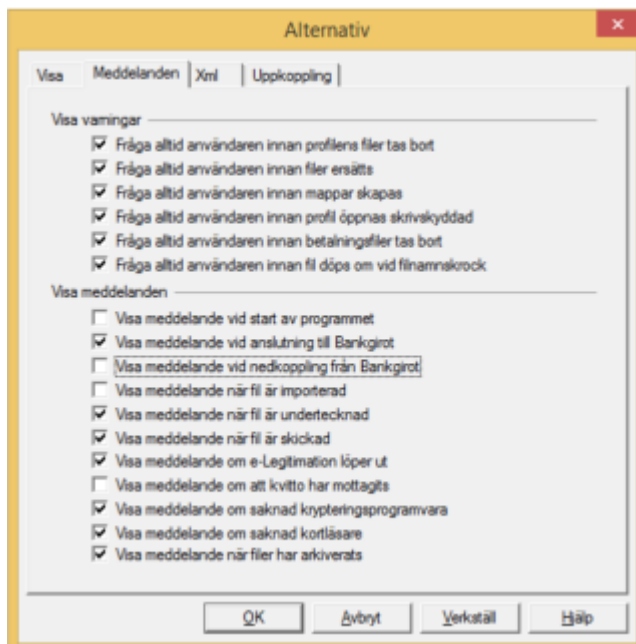 Alternativ
Visa
Meddelanden
Xml
Uppkoppling
Visa varningar
Fråga alltid användaren innan profilens filer tas bort
Fråga alltid användaren innan filer ersätts
Fråga alltid användaren innan mappar skapas
Fråga alltid användaren innan profil öppnas skrivskyddad
Fråga alltid användaren innan betalningsfiler tas bort
Fråga alltid användaren innan fil döps om vid filnamnskrock
Visa meddelanden
Visa meddelande vid start av programmet
Visa meddelande vid anslutning till Bankgirot
Visa meddelande vid nedkoppling från Bankgirot
Visa meddelande när fil är importerad
Visa meddelande när fil är undertecknad
Visa meddelande när fil är skickad
Visa meddelande om e-Legitimation löper ut
Visa meddelande om att kvitto har mottagits
Visa meddelande om saknad krypteringsprogramvara
Visa meddelande om saknad kortläsare
Visa meddelande när filer har arkiverats
OK
Avbryt
Verkställ
Hjälp